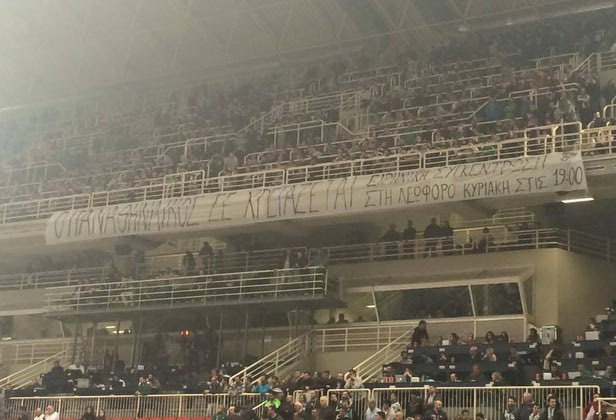 Ο ΠΑΝΑΘΗΝΑΪΚΟΣ ΣΕ ΧΡΕΙΑΖΕΤΑΙ
ΕΙΡΗΝΙΚΗ ΣΥΓΚΕΝΤΡΩΣΗ
ΣΤΗ ΛΕΩΦΟΡΟ ΚΥΡΙΑΚΗ ΣΤΙΣ 19:00